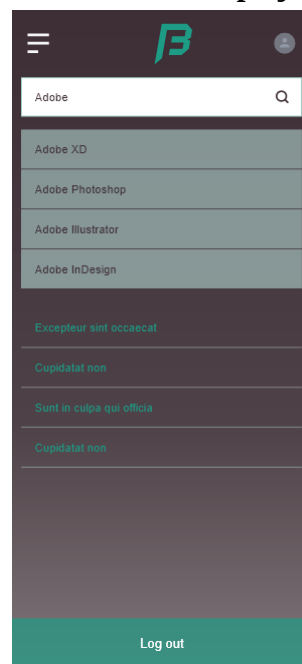 Adobe
Adobe XD
Adobe Photoshop
Adobe Illustrator
Adobe InDesign
Excepteur sint occaecat
Cupidatat non
Sunt in culpa qui officia
Cupidatat non
Log out